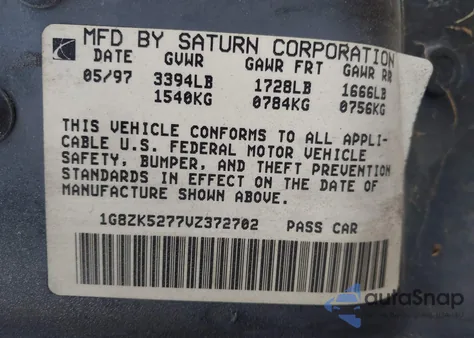 MFD BY SATURN CORPORATION
DATE GVWR GAWR FRT GAWR RR
05/97 3394LB 1728LB 1666LB
1540KG 0784KG 0756KG
THIS VEHICLE CONFORMS TO ALL APPLI-
CABLE U.S. FEDERAL MOTOR VEHICLE
SAFETY, BUMPER, AND THEFT PREVENTION
STANDARDS IN EFFECT ON THE DATE OF
MANUFACTURE SHOWN ABOVE.
1G8ZK5277VZ372702 PASS CAR
autoSnap